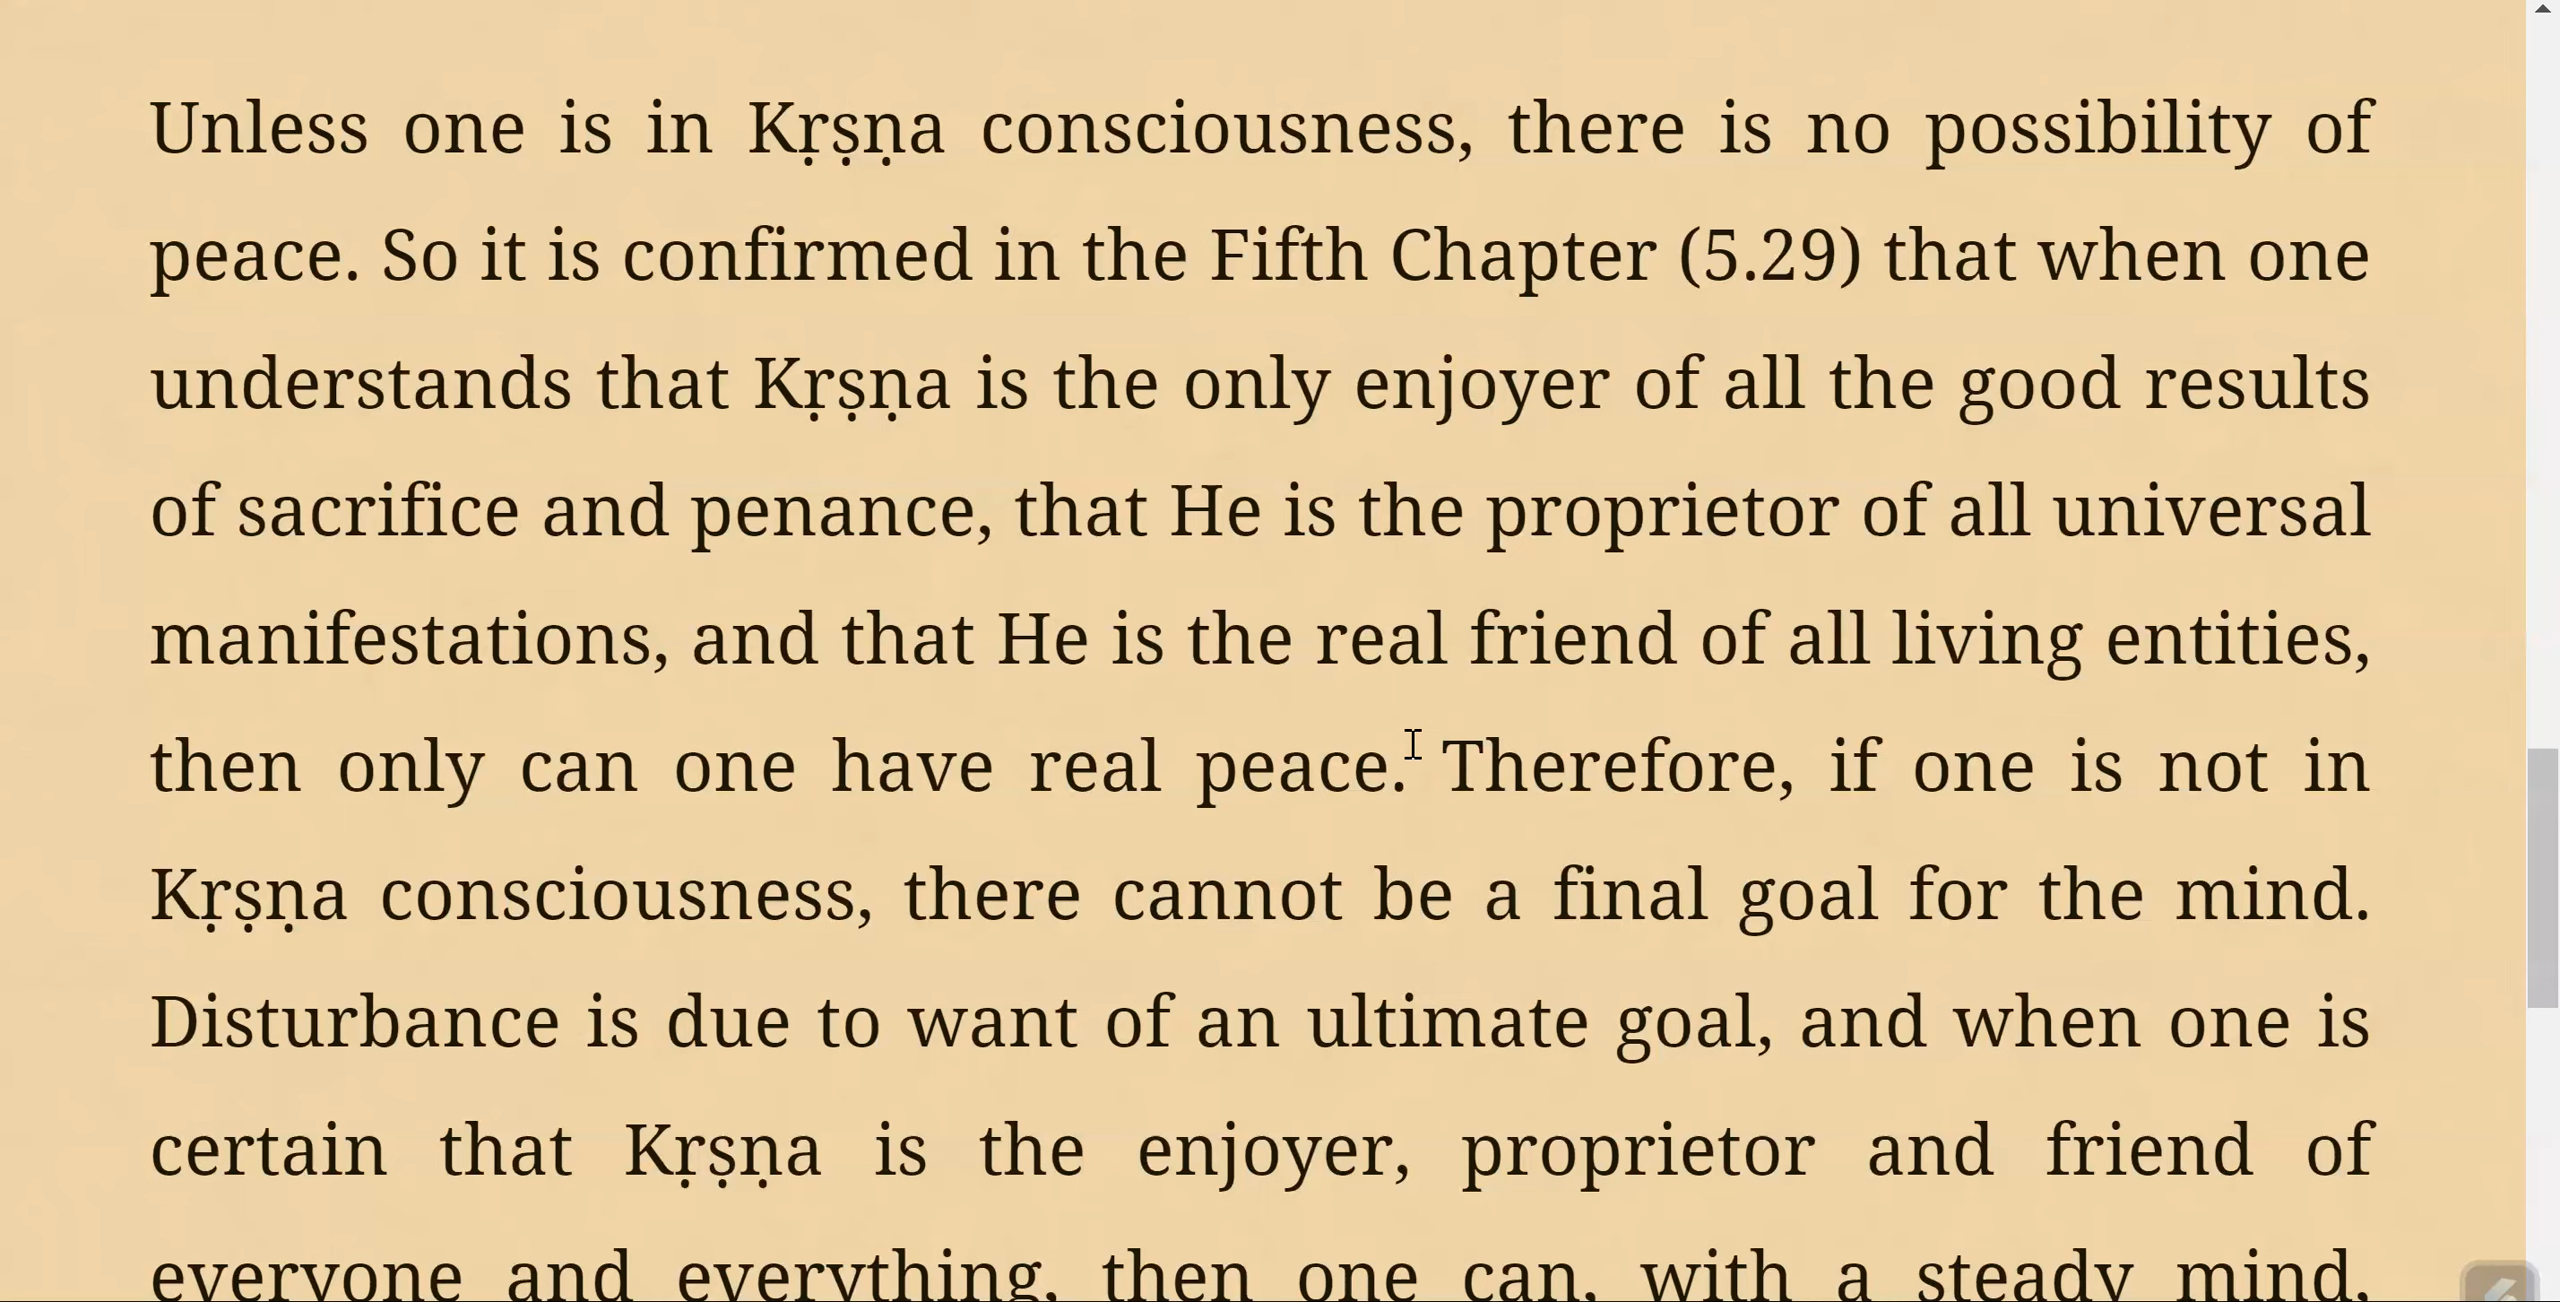 Unless one is in Kṛṣṇa consciousness, there is no possibility of
peace. So it is confirmed in the Fifth Chapter (5.29) that when one
understands that Kṛṣṇa is the only enjoyer of all the good results
of sacrifice and penance, that He is the proprietor of all universal
manifestations, and that He is the real friend of all living entities,
then only can one have real peace. Therefore, if one is not in
Kṛṣṇa consciousness, there cannot be a final goal for the mind.
Disturbance is due to want of an ultimate goal, and when one is
certain that Kṛṣṇa is the enjoyer, proprietor and friend of
everyone and everything, then one can, with a steady mind,